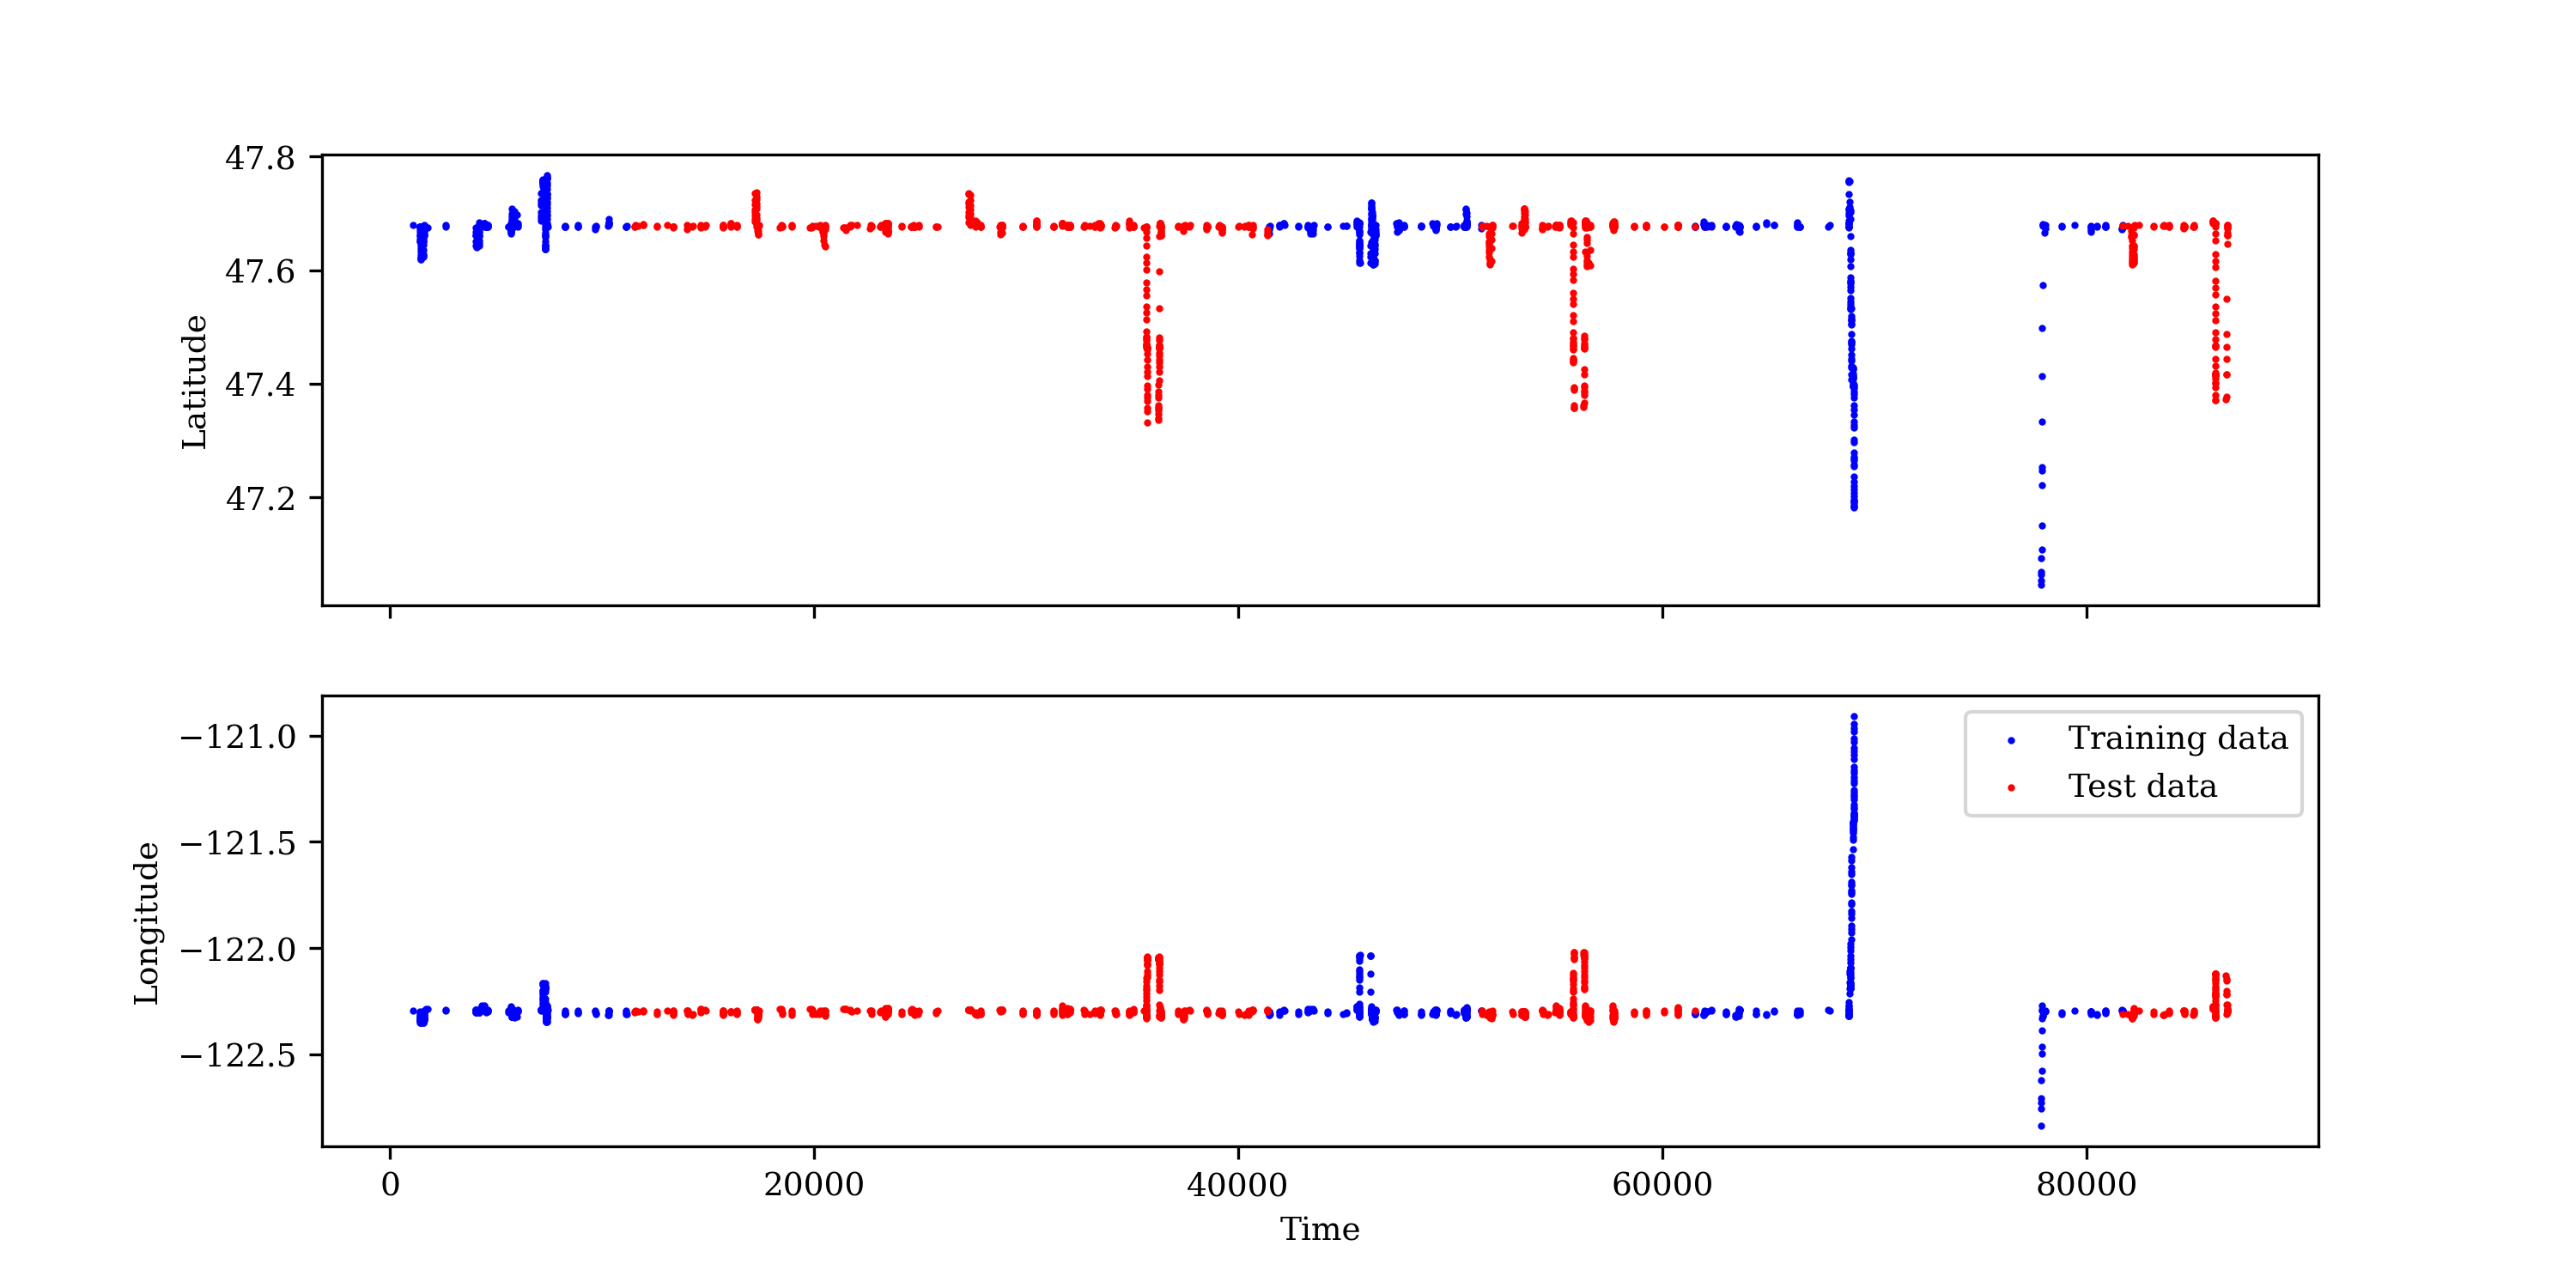 47.8
47.6
47.4
47.2
Latitude
−121.0
−121.5
−122.0
−122.5
Longitude
Training data
Test data
0 20000 40000 60000 80000
Time